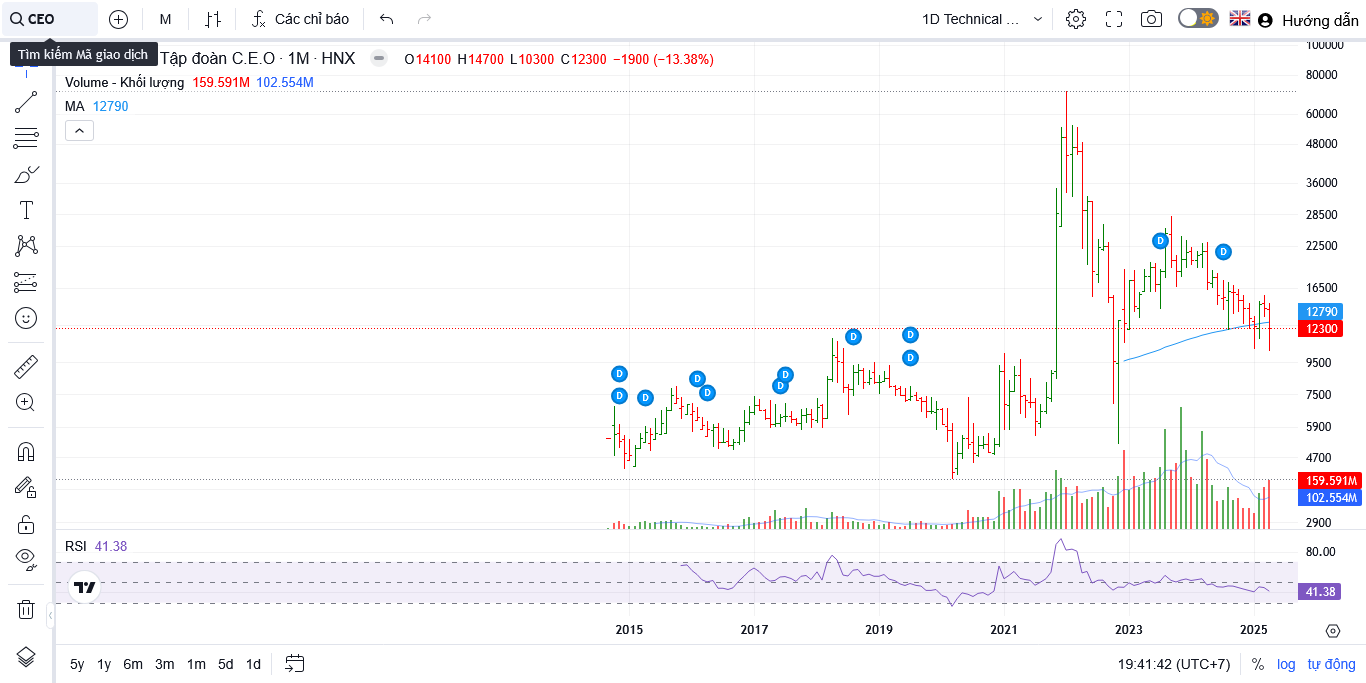 CEO M Các chỉ báo 1D Technical ... Hướng dẫn
Tìm kiếm Mã giao dịch
Tập đoàn C.E.O · 1M · HNX O14100 H14700 L10300 C12300 −1900 (−13.38%)
Volume - Khối lượng 159.591M 102.554M
MA 12790
100000
80000
60000
48000
36000
28500
D
22500
D
16500
12790
12300
D
D
D
9500
D
D
D
D
D
D
D
7500
5900
4700
159.591M
102.554M
2900
RSI 41.38
80.00
41.38
2015 2017 2019 2021 2023 2025
5y 1y 6m 3m 1m 5d 1d 19:41:42 (UTC+7) % log tự động